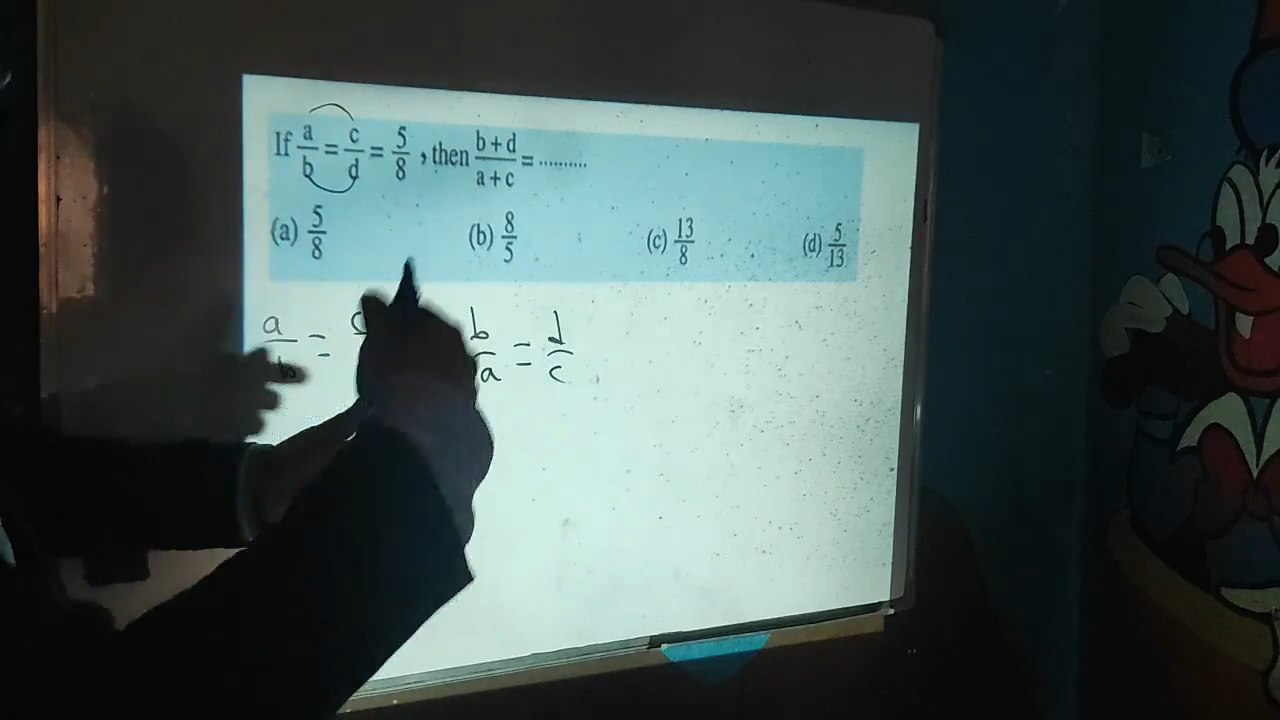 If a/b = c/d = 5/8 , then b+d/a+c = ..........
(a) 5/8 (b) 8/5 (c) 13/8 (d) 5/13
a/b = c b/a = d/c